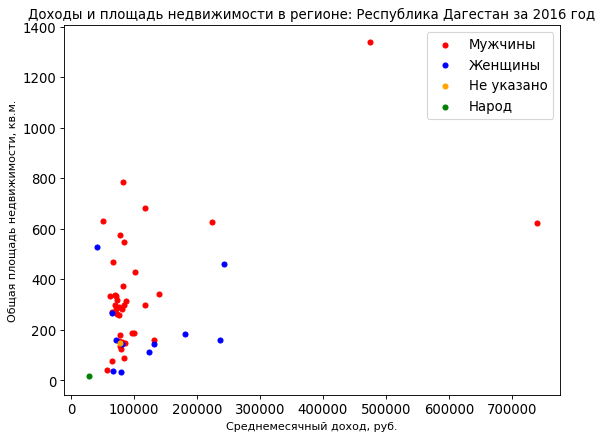 Доходы и площадь недвижимости в регионе: Республика Дагестан за 2016 год
Мужчины
Женщины
Не указано
Народ
Общая площадь недвижимости, кв.м.
1400
1200
1000
800
600
400
200
0
0 100000 200000 300000 400000 500000 600000 700000
Среднемесячный доход, руб.